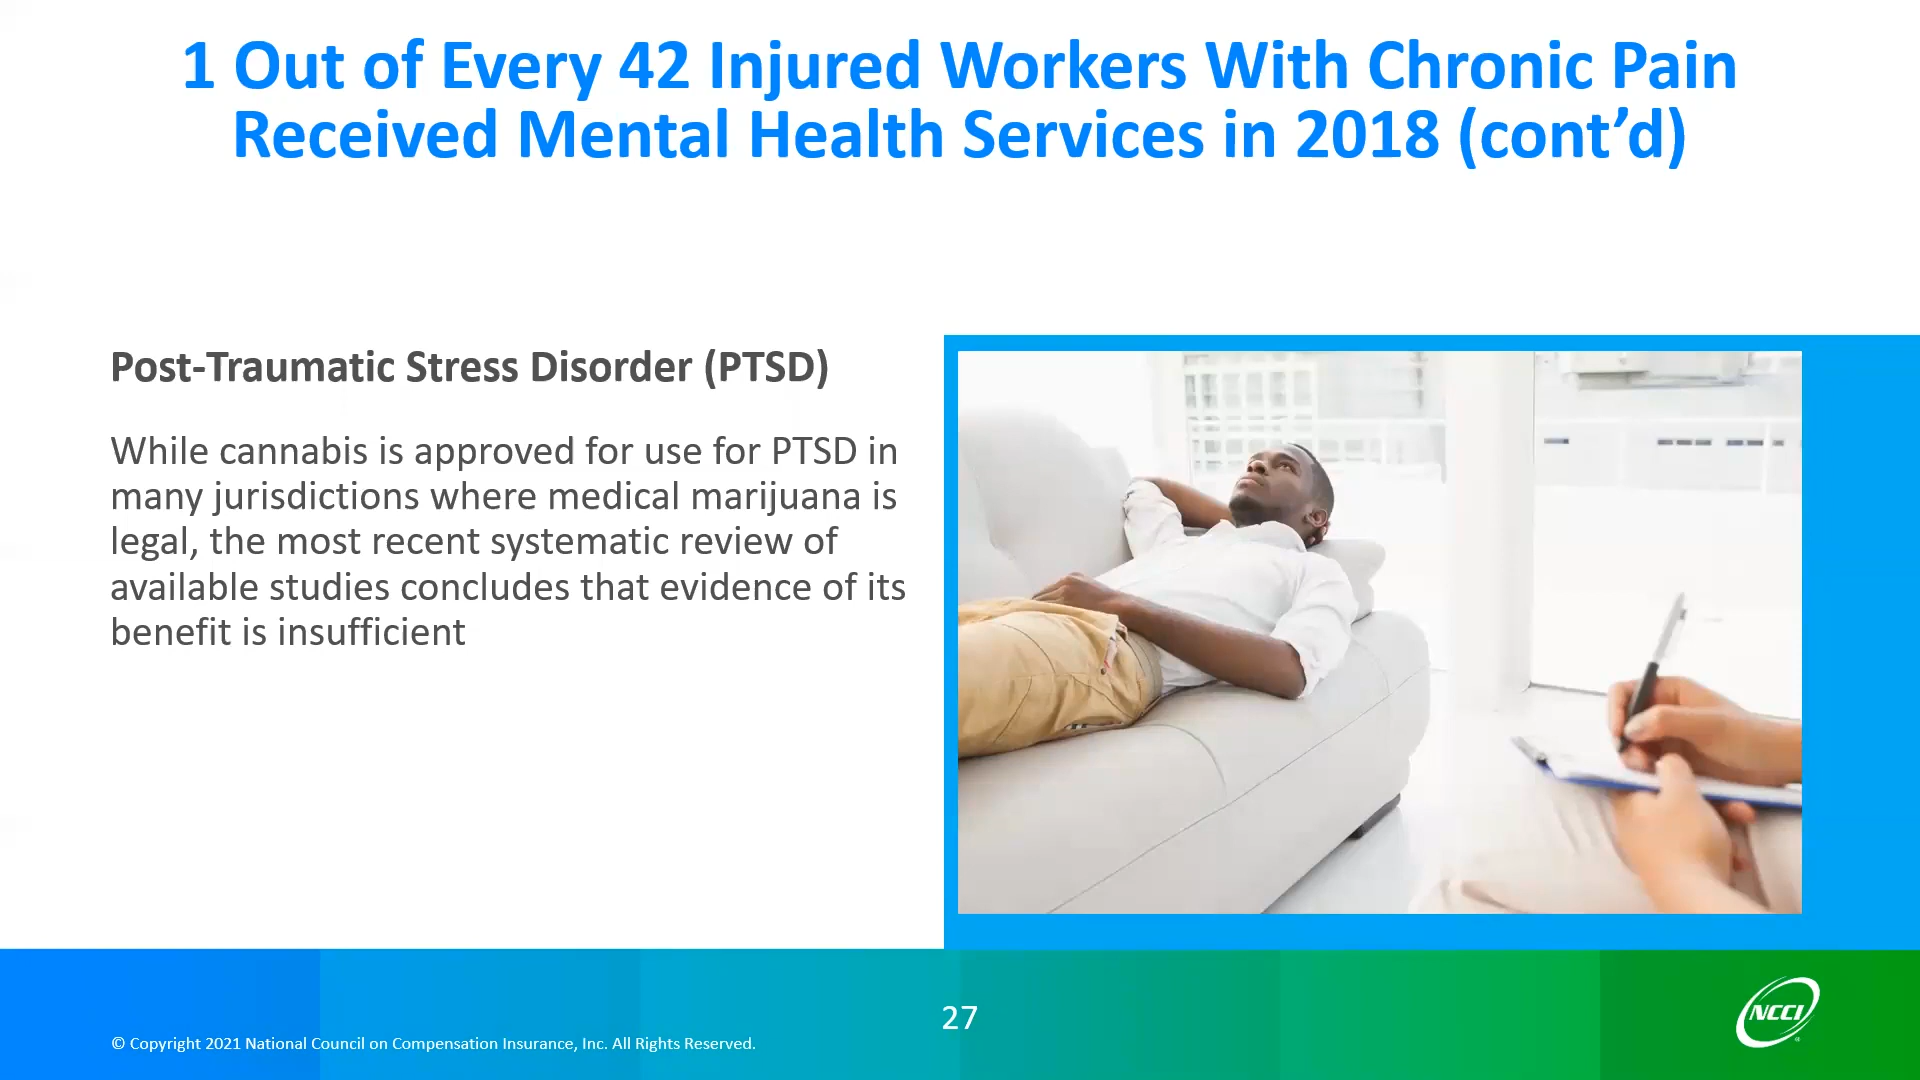 1 Out of Every 42 Injured Workers With Chronic Pain
Received Mental Health Services in 2018 (cont’d)
Post-Traumatic Stress Disorder (PTSD)
While cannabis is approved for use for PTSD in
many jurisdictions where medical marijuana is
legal, the most recent systematic review of
available studies concludes that evidence of its
benefit is insufficient
27
NCCI
© Copyright 2021 National Council on Compensation Insurance, Inc. All Rights Reserved.